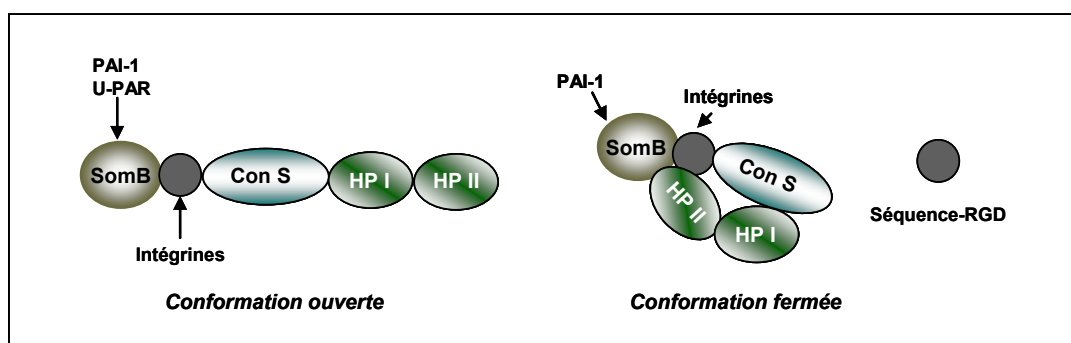 PAI-1
U-PAR
SomB
Con S
HP I
HP II
Intégrines
Conformation ouverte
PAI-1
Intégrines
SomB
Con S
HP II
HP I
Conformation fermée
Séquence-RGD